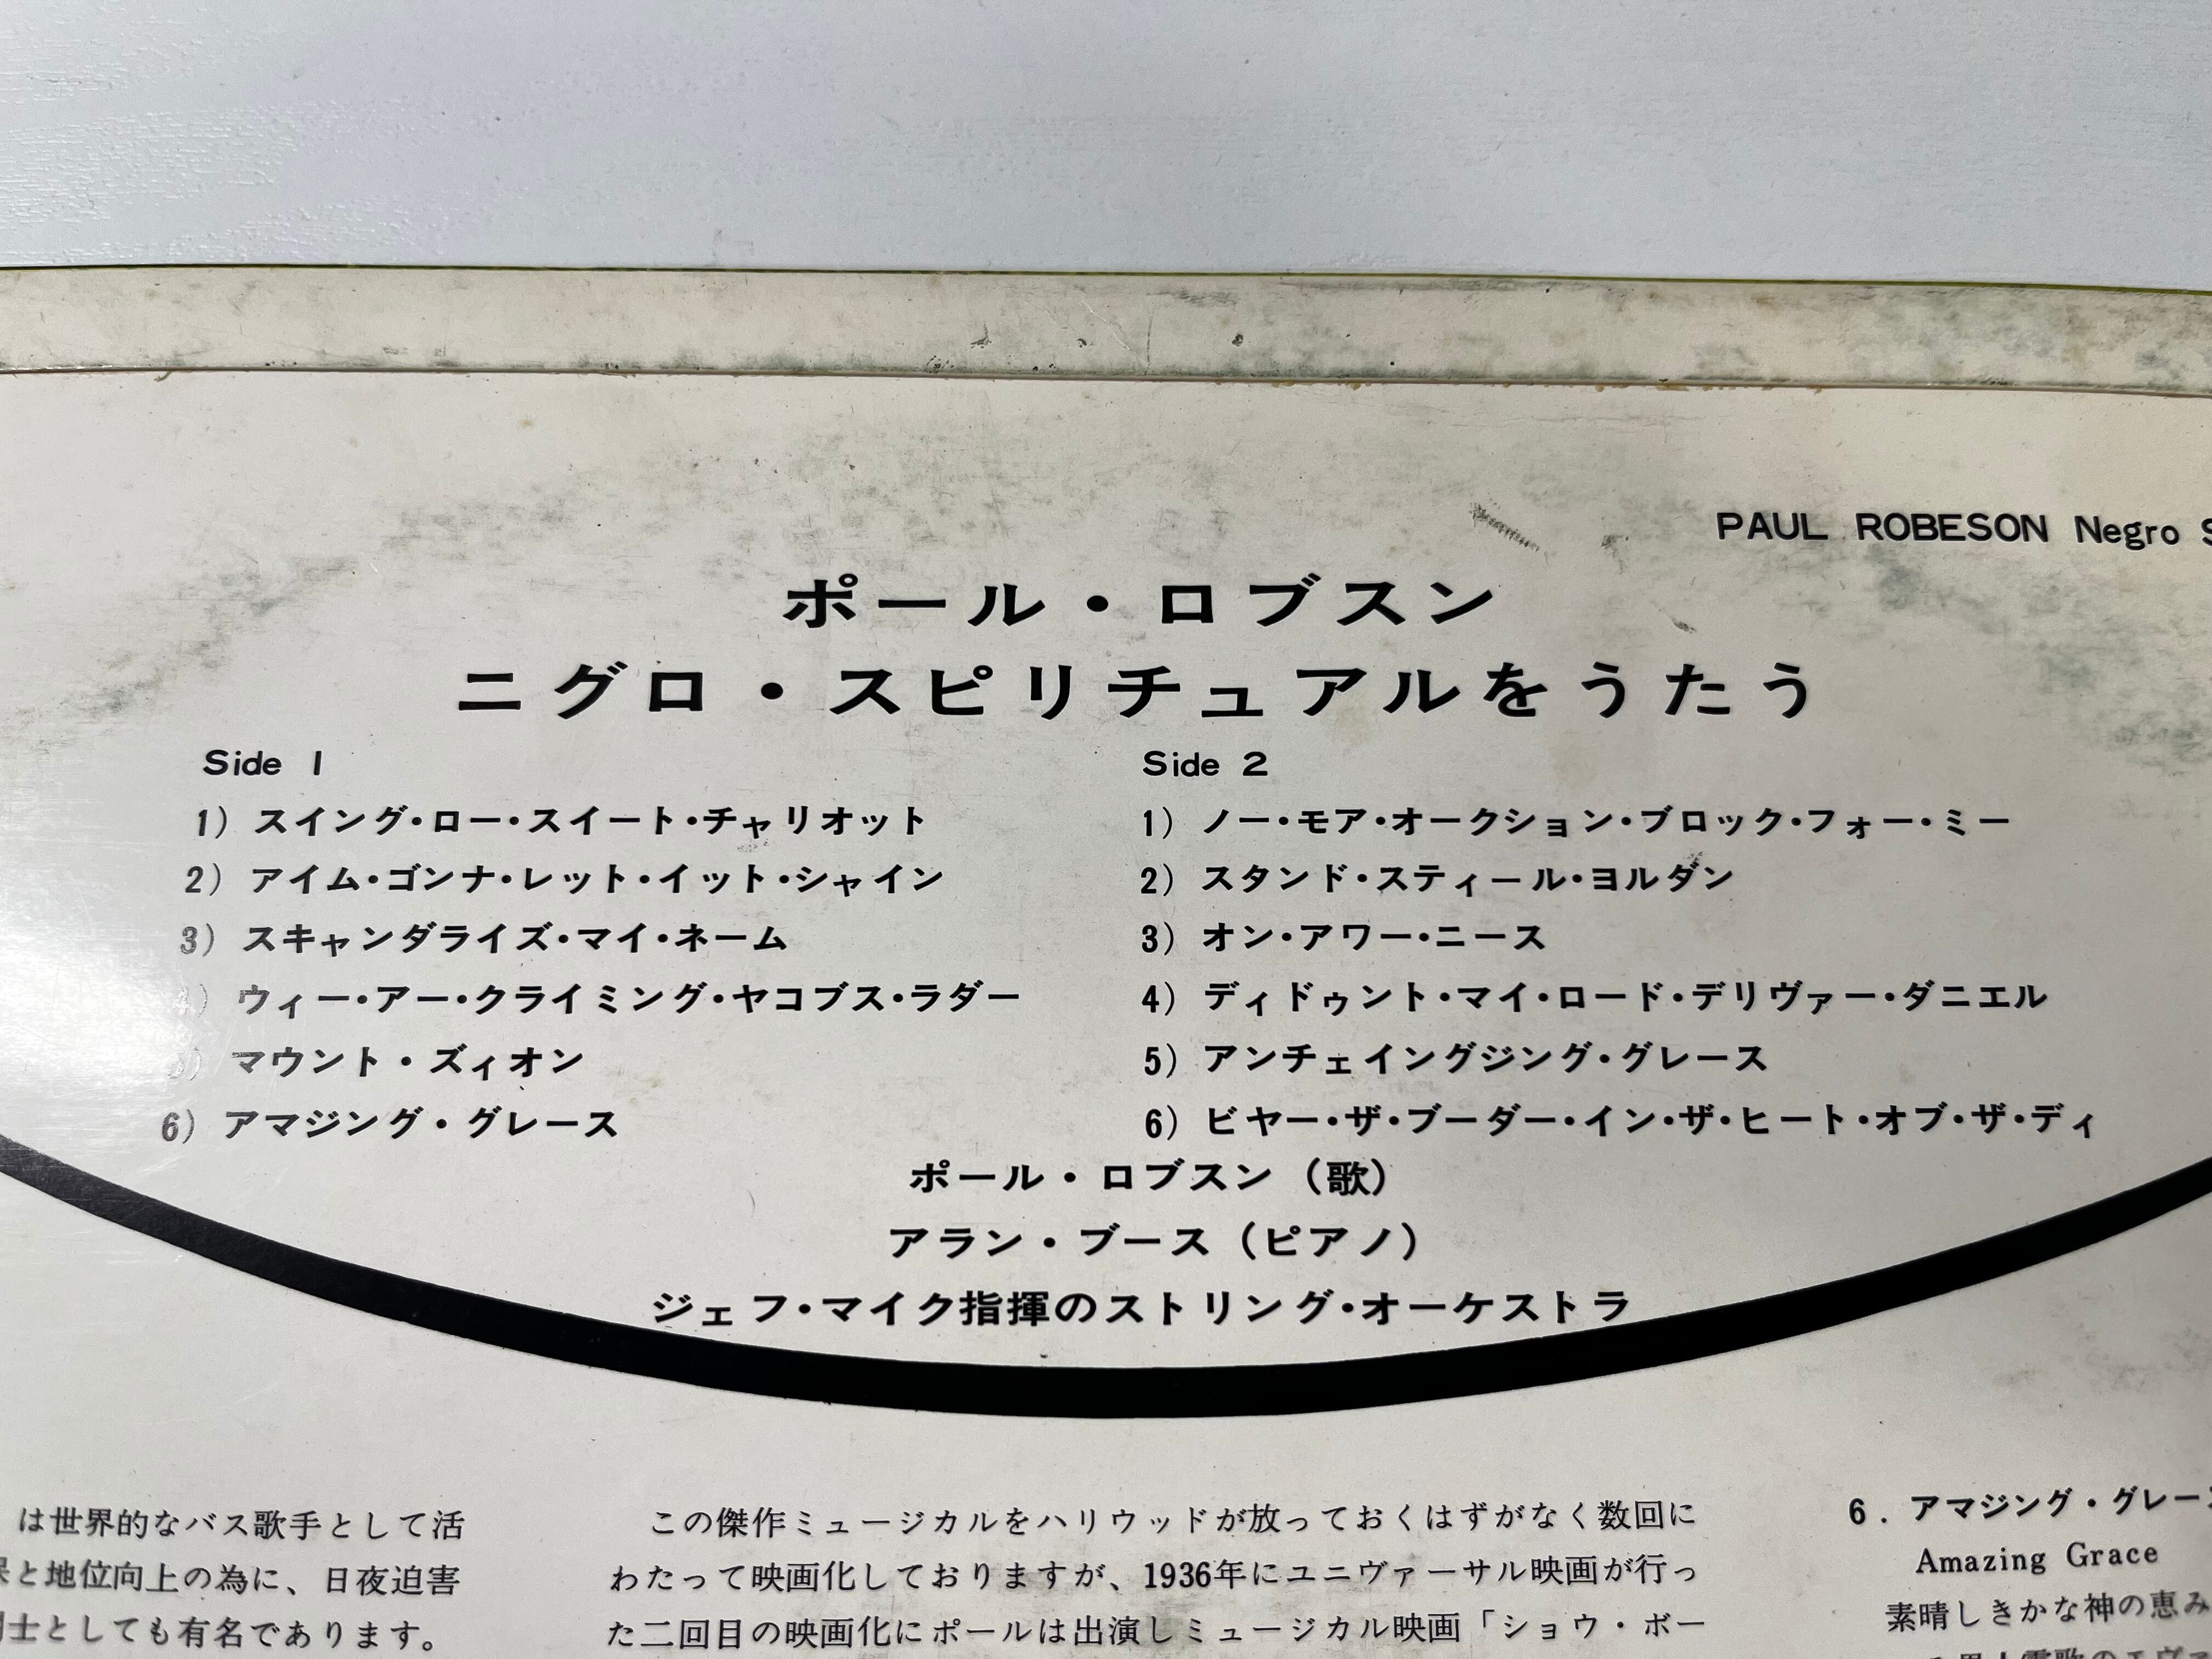 PAUL ROBESON Negro
ポール・ロブスン
ニグロ・スピリチュアルをうたう
Side 1
1) スイング・ロー・スイート・チャリオット
2) アイム・ゴンナ・レット・イット・シャイン
3) スキャンダライズ・マイ・ネーム
4) ウィー・アー・クライミング・ヤコブス・ラダー
5) マウント・ズィオン
6) アマジング・グレース
Side 2
1) ノー・モア・オークション・ブロック・フォー・ミー
2) スタンド・スティール・ヨルダン
3) オン・アワー・ニース
4) ディドゥント・マイ・ロード・デリヴァー・ダニエル
5) アンチェイングジング・グレース
6) ビヤー・ザ・ブーダー・イン・ザ・ヒート・オブ・ザ・ディ
ポール・ロブスン（歌）
アラン・ブース（ピアノ）
ジェフ・マイク指揮のストリング・オーケストラ
は世界的なバス歌手として活
と地位向上の為に、日夜迫害
士としても有名であります。
この傑作ミュージカルをハリウッドが放っておくはずがなく数回に
わたって映画化しておりますが、1936年にユニヴァーサル映画が行っ
た二回目の映画化にポールは出演しミュージカル映画「ショウ・ボー
6. アマジング・グレー
Amazing Grace
素晴しきかな神の恵み